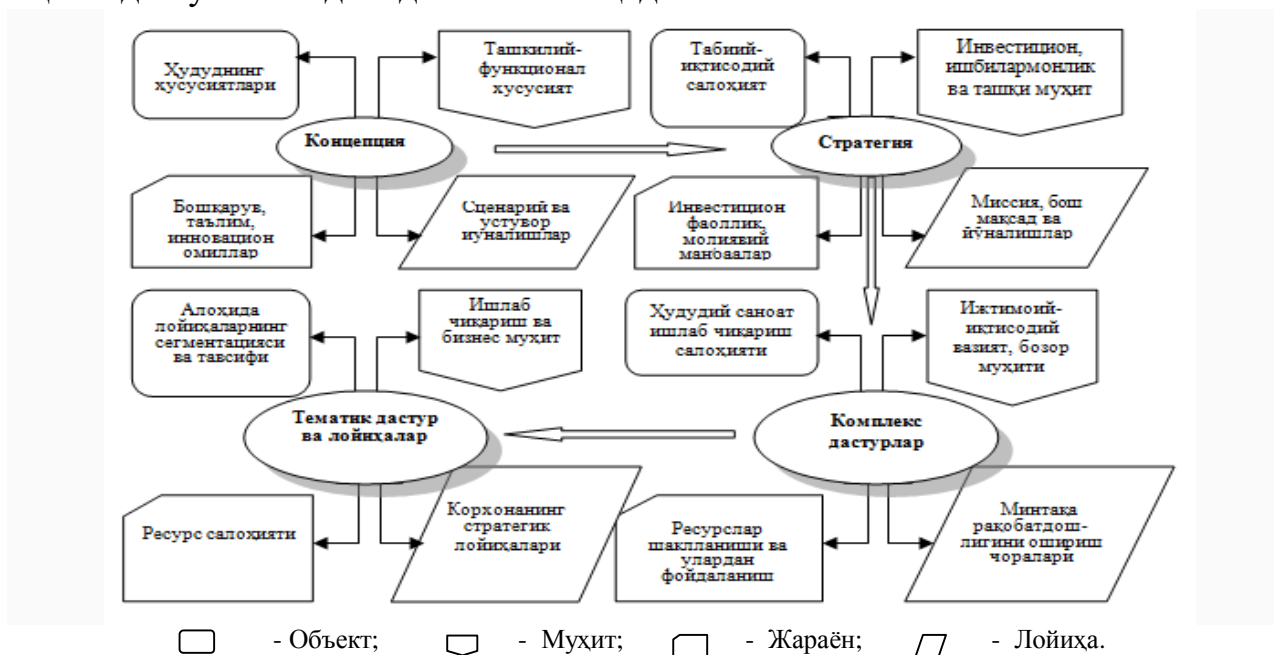 Ҳудуднинг
хусусиятлари
Ташкилий-
функционал
хусусият
Концепция
Бошқарув,
таълим,
инновацион
омиллар
Сценарий ва
устувор
йўналишлар
Табиий-
иқтисодий
салоҳият
Инвестицион,
ишбилармонлик
ва ташқи муҳит
Стратегия
Инвестицион
фаоллик,
молиявий
манбаалар
Миссия, бош
мақсад ва
йўналишлар
Алоҳида
лойиҳаларнинг
сегментацияси
ва тавсифи
Ишлаб
чиқариш ва
бизнес муҳит
Тематик дастур
ва лойиҳалар
Ресурс салоҳияти
Корхонанинг
стратегик
лойиҳалари
Ҳудудий саноат
ишлаб чиқариш
салоҳияти
Ижтимоий-
иқтисодий
вазият, бозор
муҳити
Комплекс
дастурлар
Ресурслар
шаклланиши ва
улардан
фойдаланиш
Минтақа
рақобатдош-
лигини ошириш
чоралари
- Объект; - Муҳит; - Жараён; - Лойиҳа.